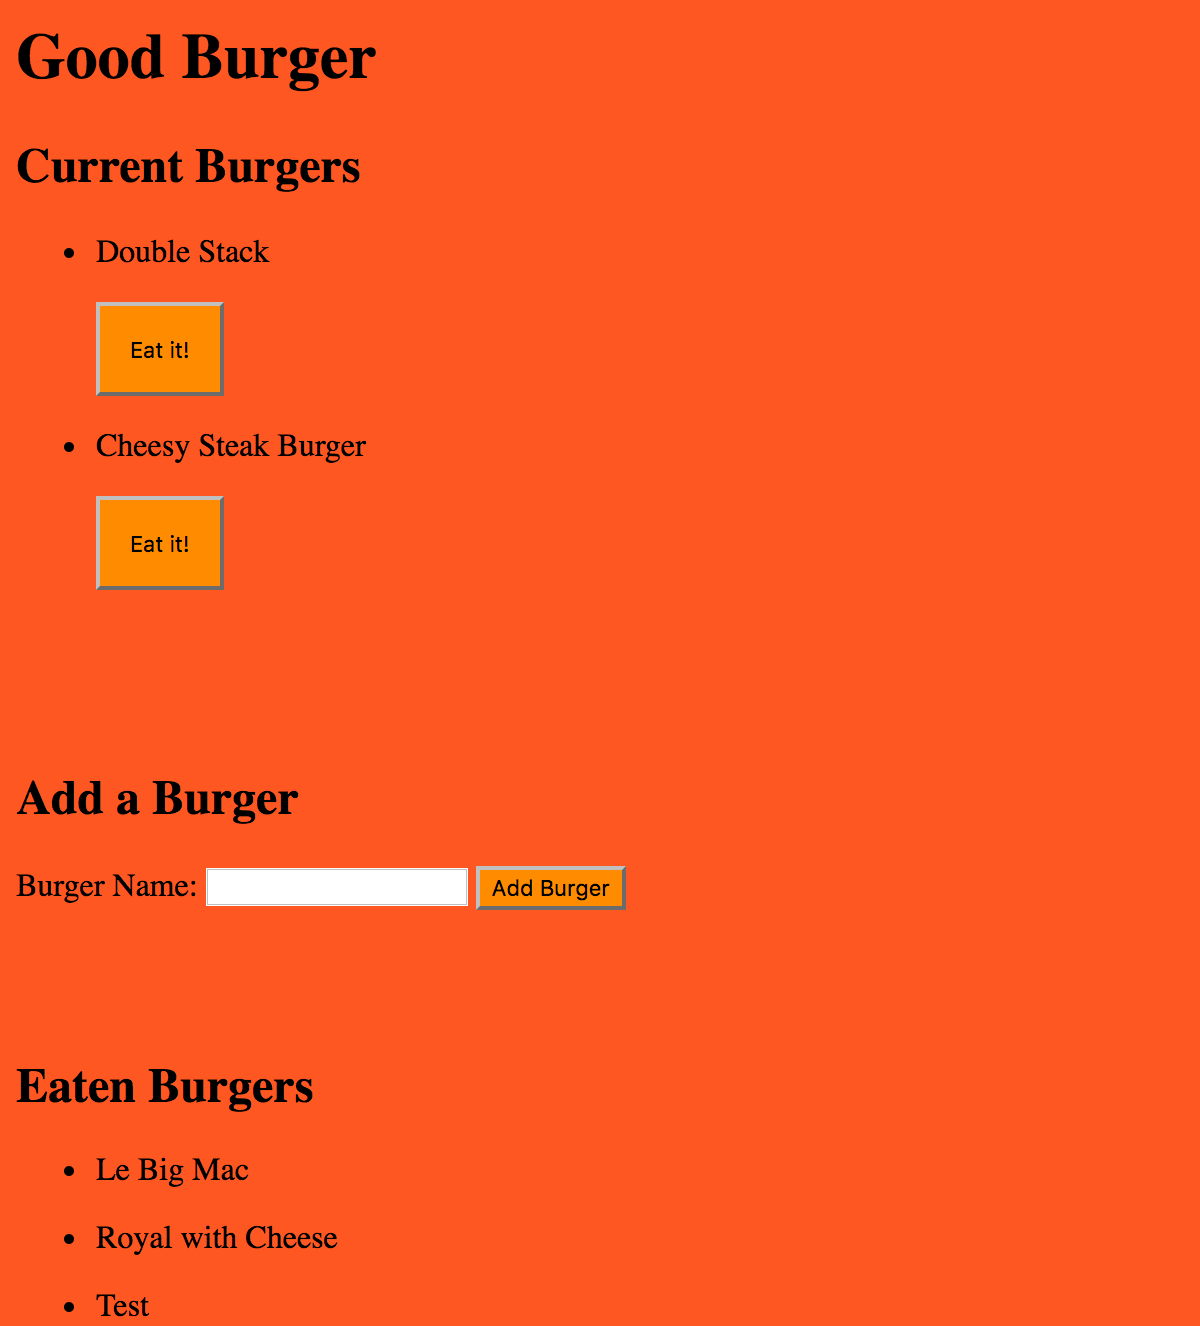 Good Burger
Current Burgers
Double Stack
Eat it!
Cheesy Steak Burger
Eat it!
Add a Burger
Burger Name: Add Burger
Eaten Burgers
Le Big Mac
Royal with Cheese
Test